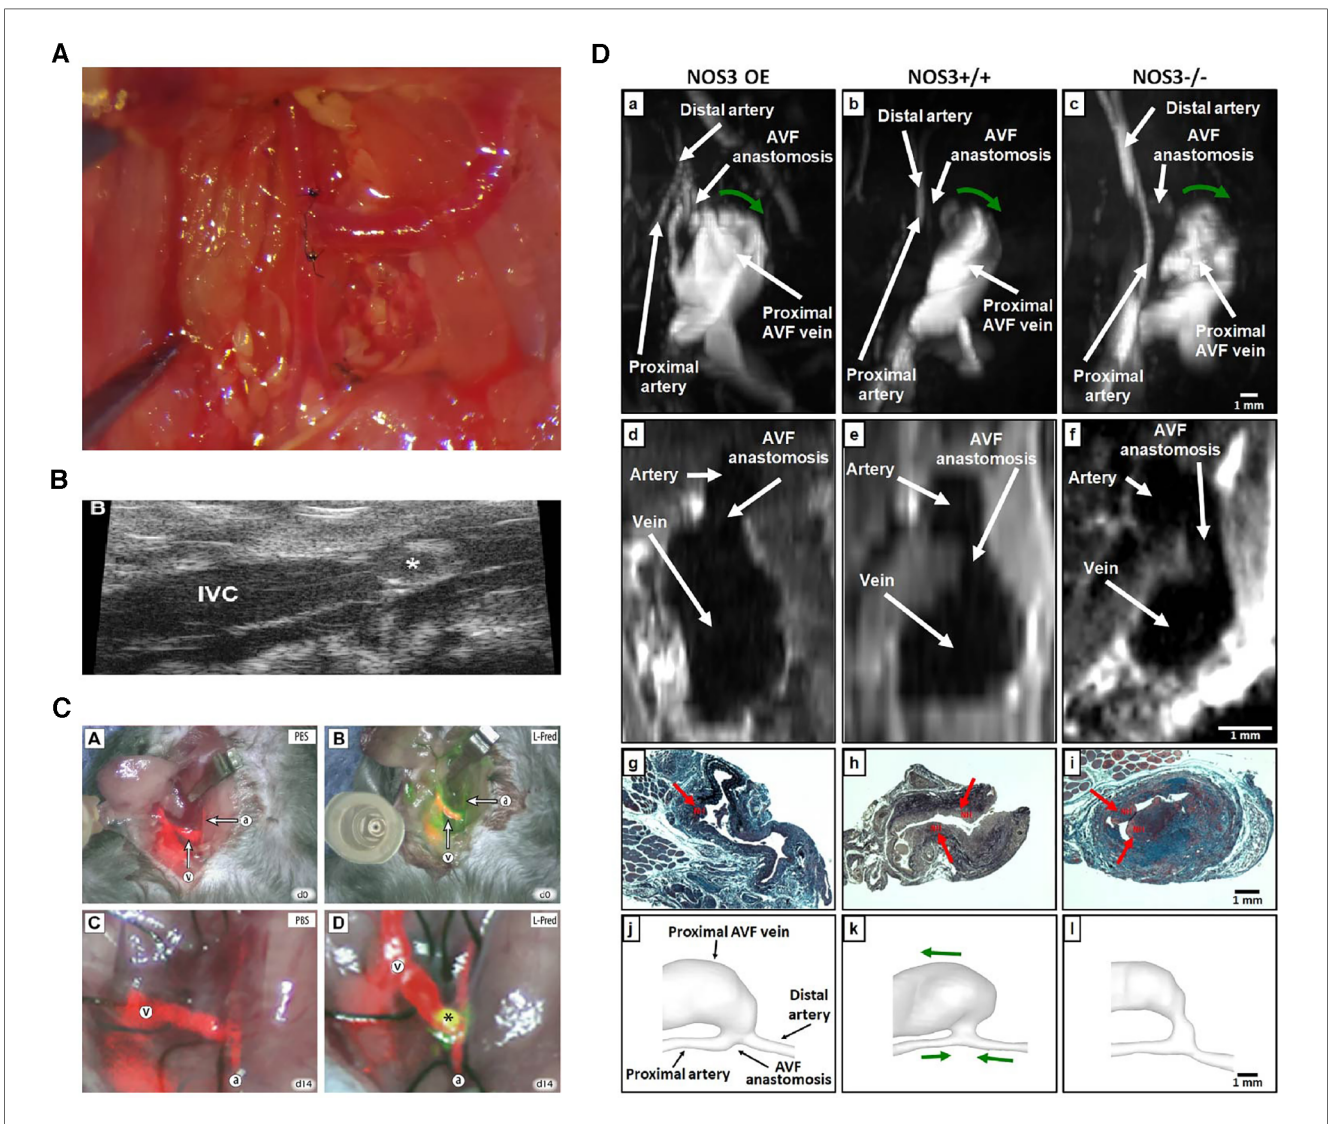 A
B
B
IVC
*
C
A
PBS
a
v
d0
B
L-Pred
a
v
d0
C
PBS
v
a
d14
D
L-Pred
v
*
a
d14
D
NOS3 OE
NOS3+/+
NOS3-/-
a
Distal artery
AVF
anastomosis
Proximal
AVF vein
Proximal
artery
b
Distal artery
AVF
anastomosis
Proximal
AVF vein
Proximal
artery
c
Distal artery
AVF
anastomosis
Proximal
AVF vein
Proximal
artery
1 mm
d
AVF
anastomosis
Artery
Vein
e
AVF
anastomosis
Artery
Vein
f
AVF
anastomosis
Artery
Vein
1 mm
g
h
i
1 mm
j
Proximal AVF vein
Distal
artery
Proximal artery
AVF
anastomosis
k
l
1 mm